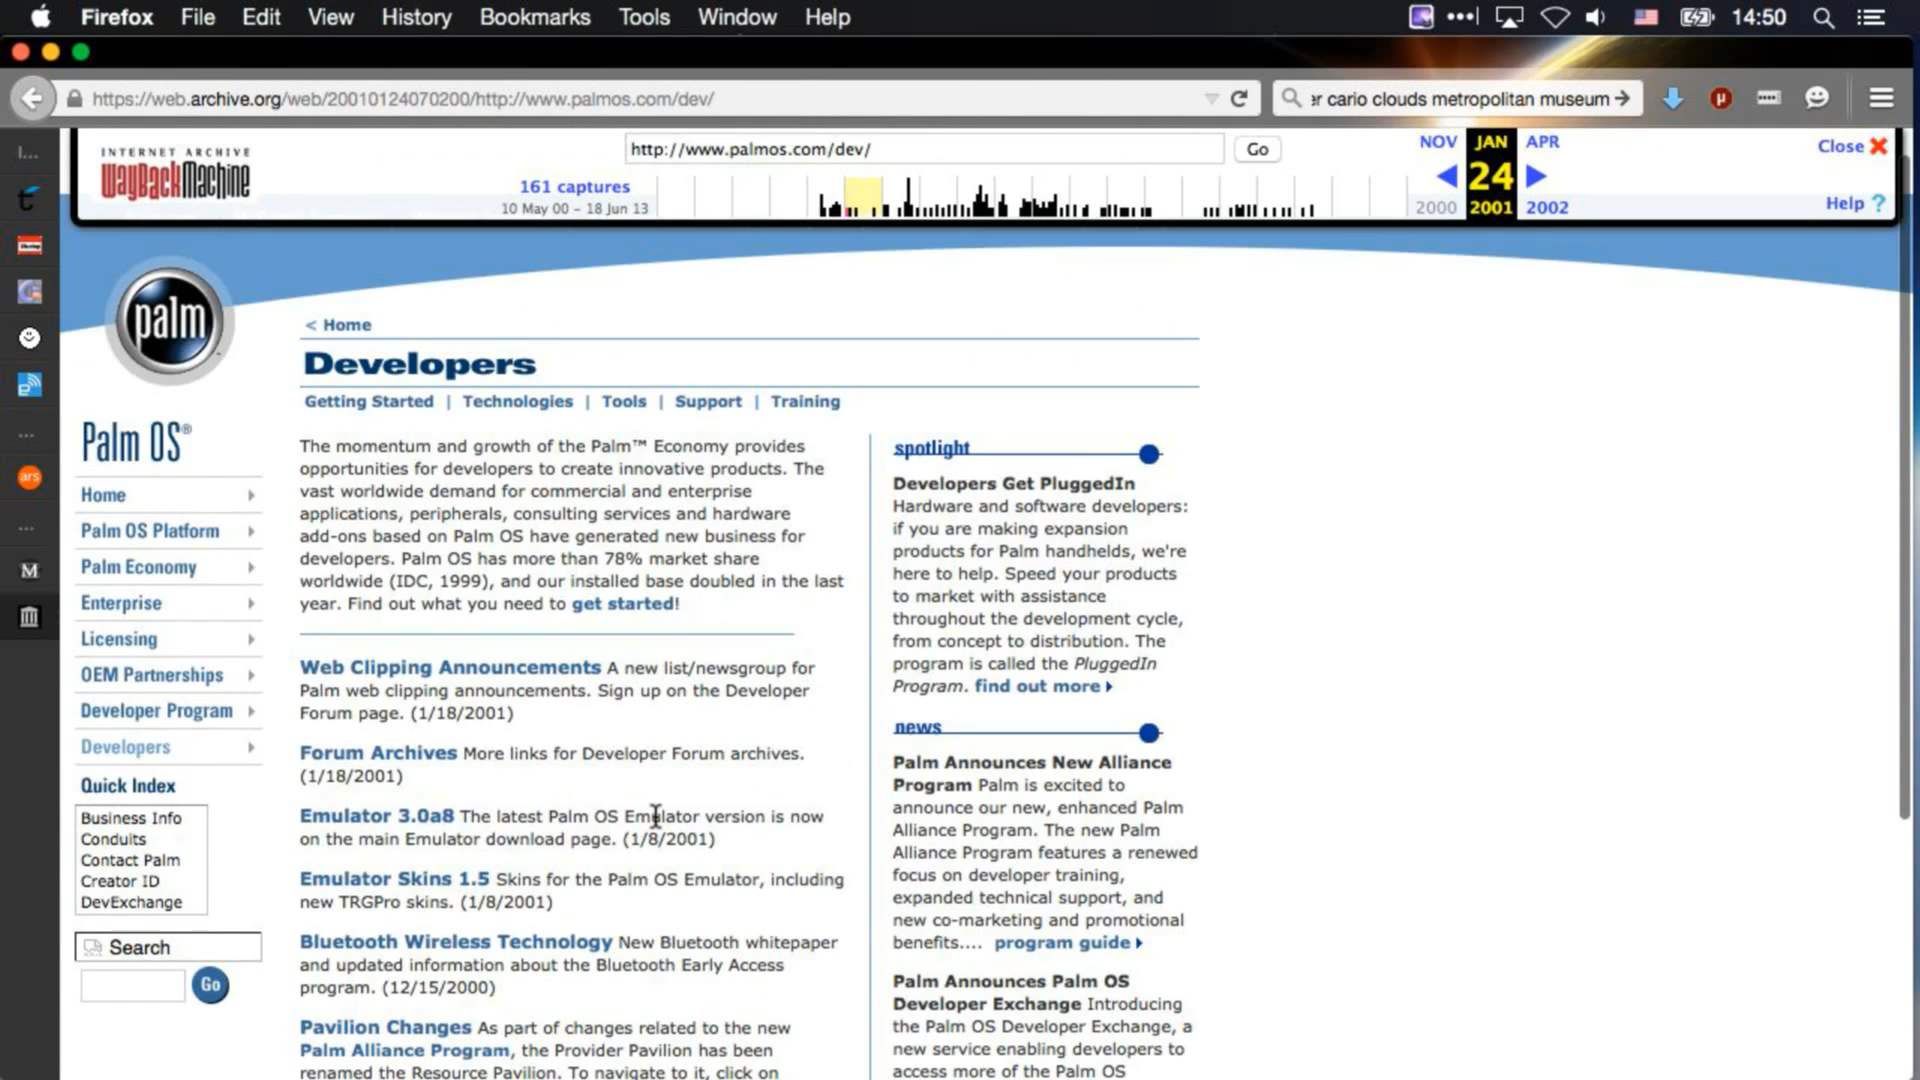 Firefox File Edit View History Bookmarks Tools Window Help 14:50
https://web.archive.org/web/20010124070200/http://www.palmos.com/dev/
er cario clouds metropolitan museum
INTERNET ARCHIVE
WayBackMachine
http://www.palmos.com/dev/ Go
161 captures
10 May 00 – 18 Jun 13
NOV JAN APR
24
2000 2001 2002
Close
Help ?
palm
Palm OS®
Home
Palm OS Platform
Palm Economy
Enterprise
Licensing
OEM Partnerships
Developer Program
Developers
Quick Index
Business Info
Conduits
Contact Palm
Creator ID
DevExchange
Search
Go
< Home
Developers
Getting Started | Technologies | Tools | Support | Training
The momentum and growth of the Palm™ Economy provides
opportunities for developers to create innovative products. The
vast worldwide demand for commercial and enterprise
applications, peripherals, consulting services and hardware
add-ons based on Palm OS have generated new business for
developers. Palm OS has more than 78% market share
worldwide (IDC, 1999), and our installed base doubled in the last
year. Find out what you need to get started!
Web Clipping Announcements A new list/newsgroup for
Palm web clipping announcements. Sign up on the Developer
Forum page. (1/18/2001)
Forum Archives More links for Developer Forum archives.
(1/18/2001)
Emulator 3.0a8 The latest Palm OS Emulator version is now
on the main Emulator download page. (1/8/2001)
Emulator Skins 1.5 Skins for the Palm OS Emulator, including
new TRGPro skins. (1/8/2001)
Bluetooth Wireless Technology New Bluetooth whitepaper
and updated information about the Bluetooth Early Access
program. (12/15/2000)
Pavilion Changes As part of changes related to the new
Palm Alliance Program, the Provider Pavilion has been
renamed the Resource Pavilion. To navigate to it, click on
spotlight
Developers Get PluggedIn
Hardware and software developers:
if you are making expansion
products for Palm handhelds, we're
here to help. Speed your products
to market with assistance
throughout the development cycle,
from concept to distribution. The
program is called the PluggedIn
Program. find out more
news
Palm Announces New Alliance
Program Palm is excited to
announce our new, enhanced Palm
Alliance Program. The new Palm
Alliance Program features a renewed
focus on developer training,
expanded technical support, and
new co-marketing and promotional
benefits.... program guide
Palm Announces Palm OS
Developer Exchange Introducing
the Palm OS Developer Exchange, a
new service enabling developers to
access more of the Palm OS
ars
M